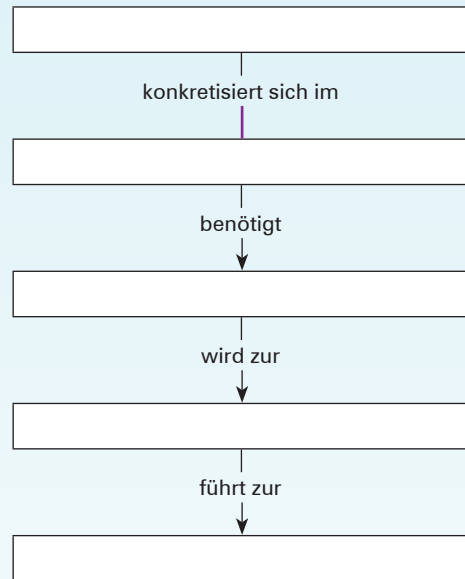 konkretisiert sich im
benötigt
wird zur
führt zur